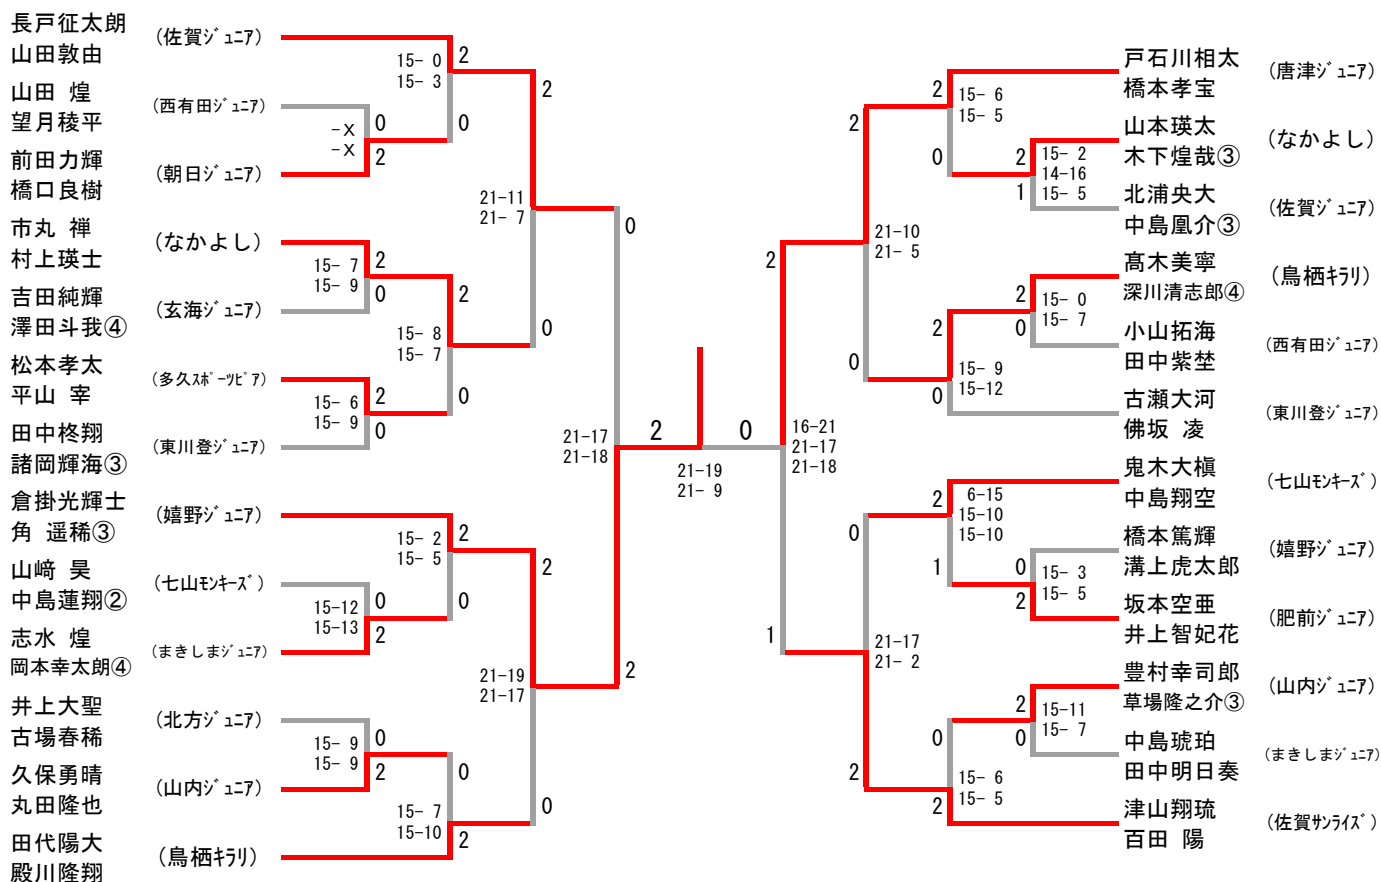 長戸征太朗
山田敦由
(佐賀ｼﾞｭﾆｱ)
山田 煌
望月稜平
(西有田ｼﾞｭﾆｱ)
前田力輝
橋口良樹
(朝日ｼﾞｭﾆｱ)
市丸 禅
村上瑛士
(なかよし)
吉田純輝
澤田斗我④
(玄海ｼﾞｭﾆｱ)
松本孝太
平山 宰
(多久ｽﾎﾟｰﾂﾋﾟｱ)
田中柊翔
諸岡輝海③
(東川登ｼﾞｭﾆｱ)
倉掛光輝士
角 遥稀③
(嬉野ｼﾞｭﾆｱ)
山﨑 昊
中島蓮翔②
(七山ﾓﾝｷｰｽﾞ)
志水 煌
岡本幸太朗④
(まきしまｼﾞｭﾆｱ)
井上大聖
古場春稀
(北方ｼﾞｭﾆｱ)
久保勇晴
丸田隆也
(山内ｼﾞｭﾆｱ)
田代陽大
殿川隆翔
(鳥栖ｷﾗﾘ)
15- 0
15- 3
2
0
-X
-X
0
2
15- 7
15- 9
2
0
15- 8
15- 7
2
0
15- 6
15- 9
2
0
21-11
21- 7
2
0
15- 2
15- 5
2
0
15-12
15-13
0
2
15- 9
15- 9
0
2
15- 7
15-10
0
2
21-19
21-17
2
0
21-17
21-18
0
2
2
0
21-19
21- 9
16-21
21-17
21-18
2
1
21-10
21- 5
2
0
15- 6
15- 5
2
0
15- 2
14-16
15- 5
2
1
15- 0
15- 7
2
0
15- 9
15-12
2
0
21-17
21- 2
0
2
6-15
15-10
15-10
2
1
15- 3
15- 5
0
2
15-11
15- 7
2
0
15- 6
15- 5
0
2
戸石川相太
橋本孝宝
(唐津ｼﾞｭﾆｱ)
山本瑛太
木下煌哉③
(なかよし)
北浦央大
中島凰介③
(佐賀ｼﾞｭﾆｱ)
髙木美寧
深川清志郎④
(鳥栖ｷﾗﾘ)
小山拓海
田中紫埜
(西有田ｼﾞｭﾆｱ)
古瀬大河
佛坂 凌
(東川登ｼﾞｭﾆｱ)
鬼木大槇
中島翔空
(七山ﾓﾝｷｰｽﾞ)
橋本篤輝
溝上虎太郎
(嬉野ｼﾞｭﾆｱ)
坂本空亜
井上智妃花
(肥前ｼﾞｭﾆｱ)
豊村幸司郎
草場隆之介③
(山内ｼﾞｭﾆｱ)
中島琥珀
田中明日奏
(まきしまｼﾞｭﾆｱ)
津山翔琉
百田 陽
(佐賀ｻﾝﾗｲｽﾞ)